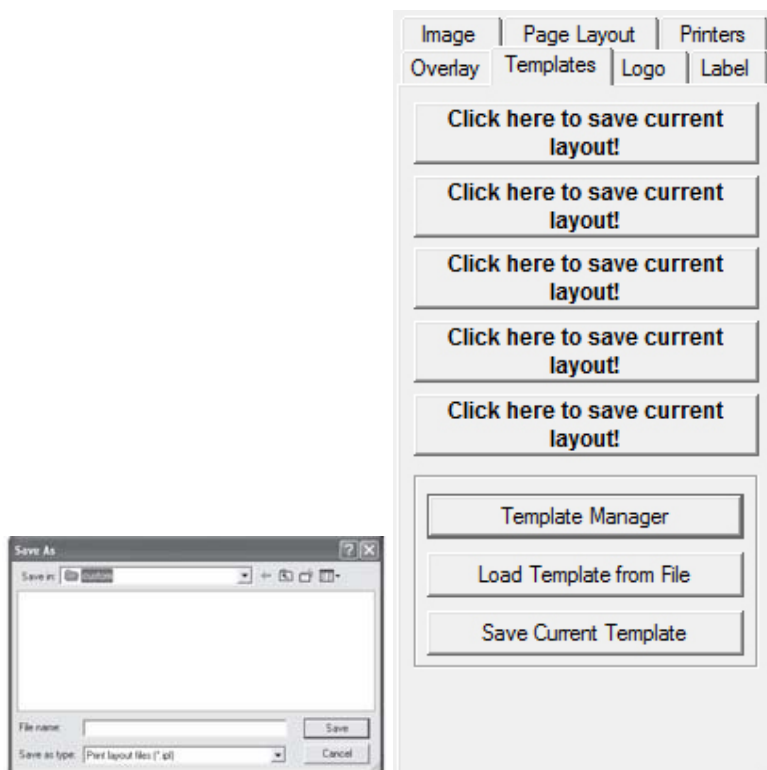 Image Page Layout Printers
Overlay Templates Logo Label
Click here to save current
layout!
Click here to save current
layout!
Click here to save current
layout!
Click here to save current
layout!
Click here to save current
layout!
Template Manager
Load Template from File
Save Current Template
Save As
Save in: custom
File name: Save
Save as type: Print layout files (*.ipl) Cancel